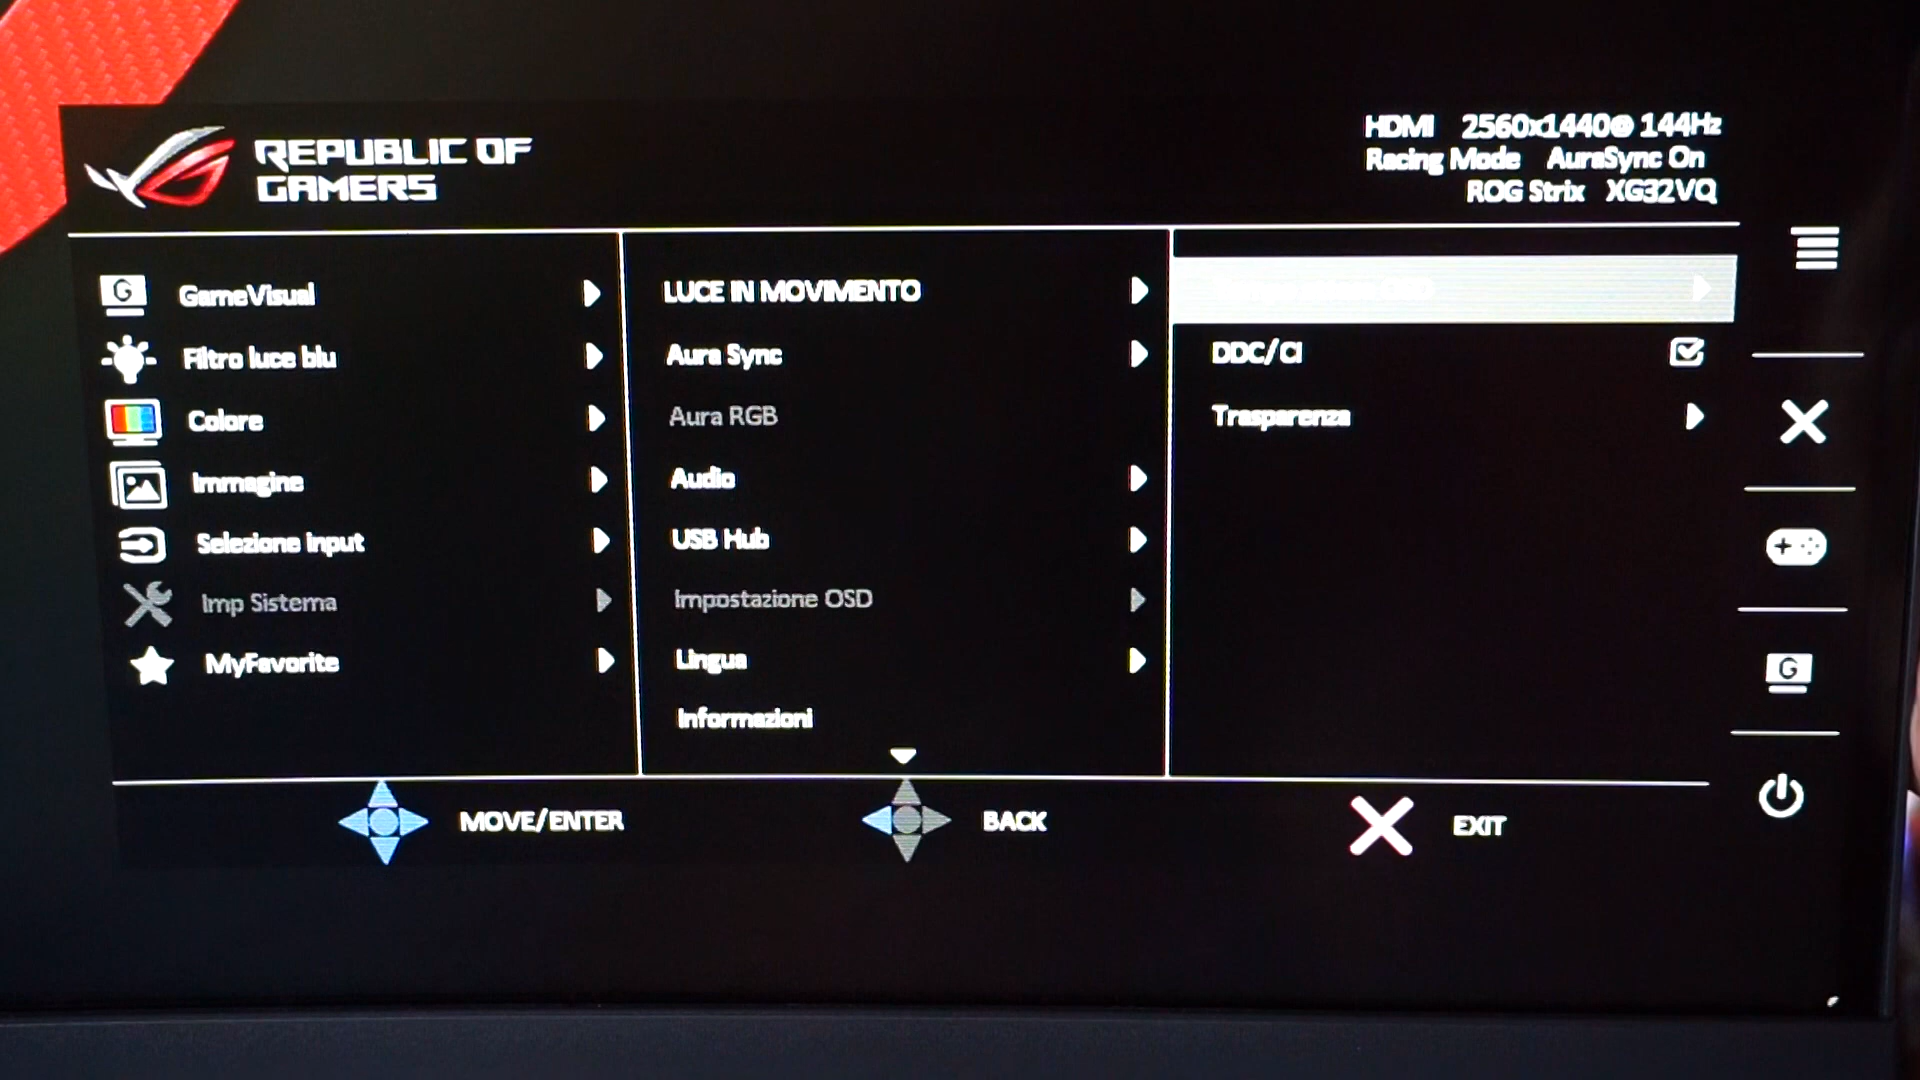 REPUBLIC OF
GAMERS
HDMI 2560x1440@ 144Hz
Racing Mode AuraSync On
ROG Strix XG32VQ
GameVisual
Filtro luce blu
Colore
Immagine
Selezione input
Imp Sistema
MyFavorite
LUCE IN MOVIMENTO
Aura Sync
Aura RGB
Audio
USB Hub
Impostazione OSD
Lingua
Informazioni
DDC/CI
Trasparenza
MOVE/ENTER
BACK
EXIT
G
G